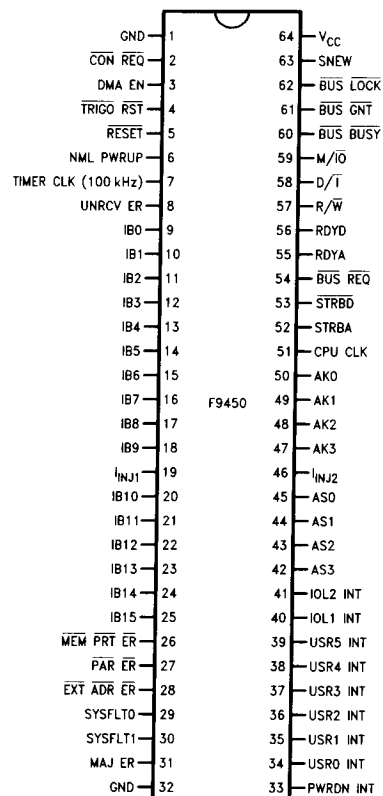 GND 1
CON REQ 2
DMA EN 3
TRIGO RST 4
RESET 5
NML PWRUP 6
TIMER CLK (100 kHz) 7
UNRCV ER 8
IB0 9
IB1 10
IB2 11
IB3 12
IB4 13
IB5 14
IB6 15
IB7 16
IB8 17
IB9 18
IINJ1 19
IB10 20
IB11 21
IB12 22
IB13 23
IB14 24
IB15 25
MEM PRT ER 26
PAR ER 27
EXT ADR ER 28
SYSFLT0 29
SYSFLT1 30
MAJ ER 31
GND 32
F9450
64 VCC
63 SNEW
62 BUS LOCK
61 BUS GNT
60 BUS BUSY
59 M/IO
58 D/I
57 R/W
56 RDYD
55 RDYA
54 BUS REQ
53 STRBD
52 STRBA
51 CPU CLK
50 AK0
49 AK1
48 AK2
47 AK3
46 IINJ2
45 AS0
44 AS1
43 AS2
42 AS3
41 IOL2 INT
40 IOL1 INT
39 USR5 INT
38 USR4 INT
37 USR3 INT
36 USR2 INT
35 USR1 INT
34 USR0 INT
33 PWRDN INT